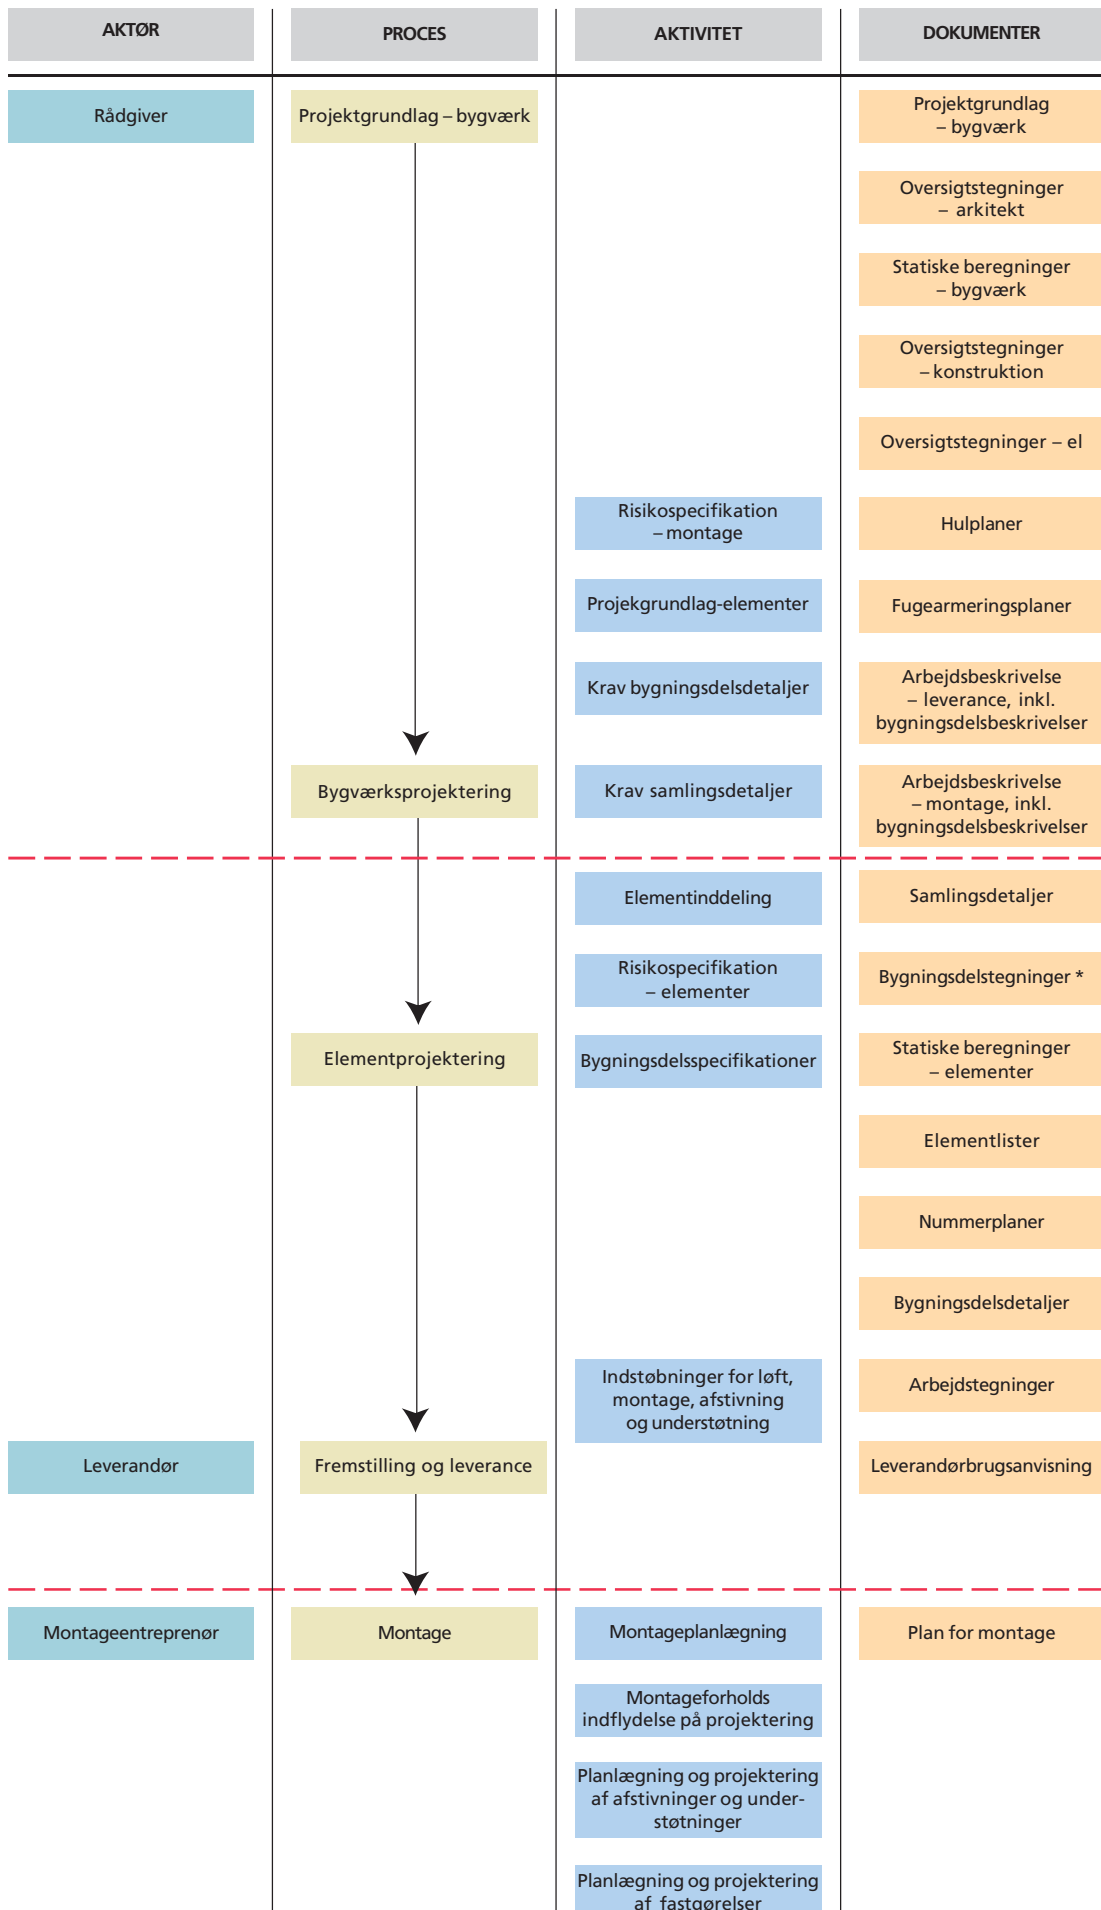 AKTØR
PROCES
AKTIVITET
DOKUMENTER
Rådgiver
Projektgrundlag – bygværk
Projektgrundlag
– bygværk
Oversigtstegninger
– arkitekt
Statiske beregninger
– bygværk
Oversigtstegninger
– konstruktion
Oversigtstegninger – el
Risikospecifikation
– montage
Hulplaner
Projekgrundlag-elementer
Fugearmeringsplaner
Krav bygningsdelsdetaljer
Arbejdsbeskrivelse
– leverance, inkl.
bygningsdelsbeskrivelser
Bygværksprojektering
Krav samlingsdetaljer
Arbejdsbeskrivelse
– montage, inkl.
bygningsdelsbeskrivelser
Elementinddeling
Samlingsdetaljer
Risikospecifikation
– elementer
Bygningsdelstegninger *
Elementprojektering
Bygningsdelsspecifikationer
Statiske beregninger
– elementer
Elementlister
Nummerplaner
Bygningsdelsdetaljer
Indstøbninger for løft,
montage, afstivning
og understøtning
Arbejdstegninger
Leverandør
Fremstilling og leverance
Leverandørbrugsanvisning
Montageentreprenør
Montage
Montageplanlægning
Plan for montage
Montageforholds
indflydelse på projektering
Planlægning og projektering
af afstivninger og under-
støtninger
Planlægning og projektering
af fastgørelser